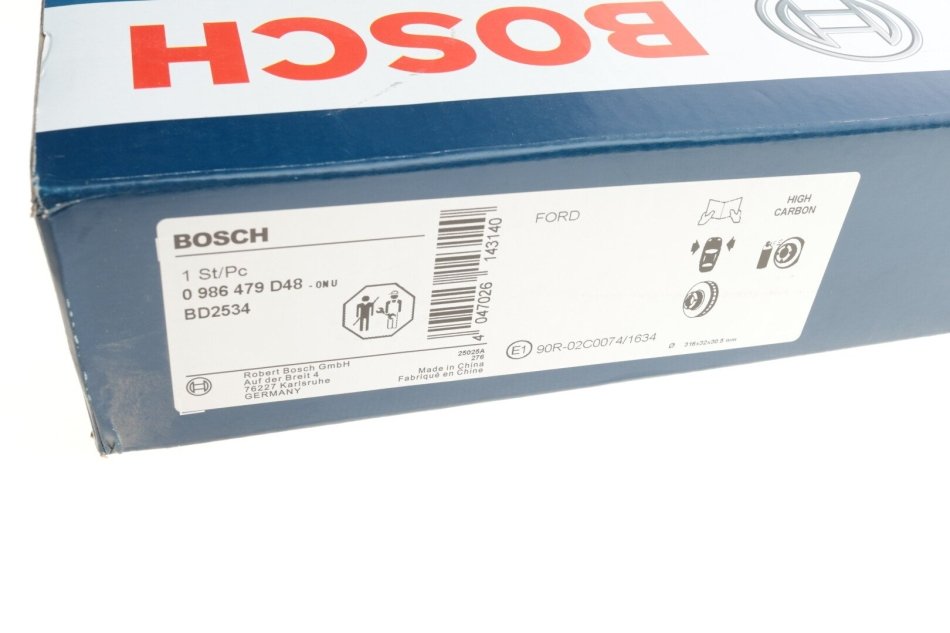 BOSCH
BOSCH
1 St/Pc
0 986 479 D48 - 0NU
BD2534
4 047026 143140
FORD
HIGH
CARBON
E1 90R-02C0074/1634
Ø
25025A
276
Made in China
Fabriqué en Chine
Robert Bosch GmbH
Auf der Breit 4
76227 Karlsruhe
GERMANY